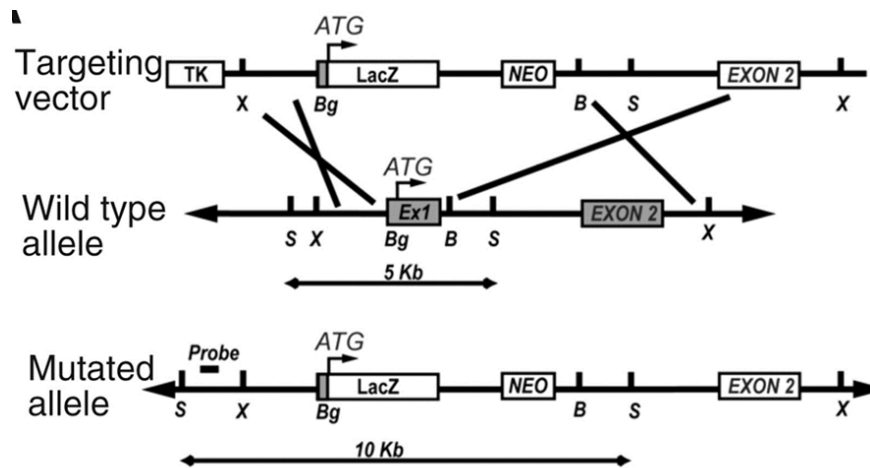 ATG
Targeting vector
TK LacZ NEO EXON 2
X Bg B S X
ATG
Wild type allele
Ex1 EXON 2
S X Bg B S X
5 Kb
Mutated allele
Probe
ATG
LacZ NEO EXON 2
S X Bg B S X
10 Kb